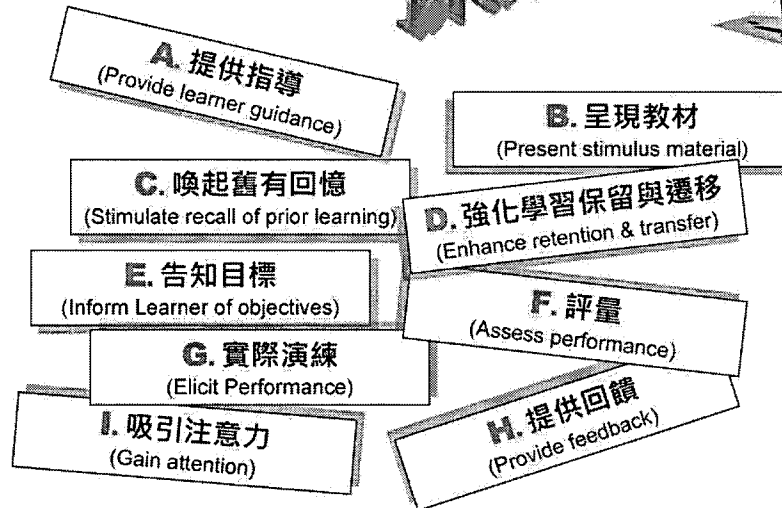 A. 提供指導
(Provide learner guidance)
B. 呈現教材
(Present stimulus material)
C. 喚起舊有回憶
(Stimulate recall of prior learning)
D. 強化學習保留與遷移
(Enhance retention & transfer)
E. 告知目標
(Inform Learner of objectives)
F. 評量
(Assess performance)
G. 實際演練
(Elicit Performance)
H. 提供回饋
(Provide feedback)
I. 吸引注意力
(Gain attention)